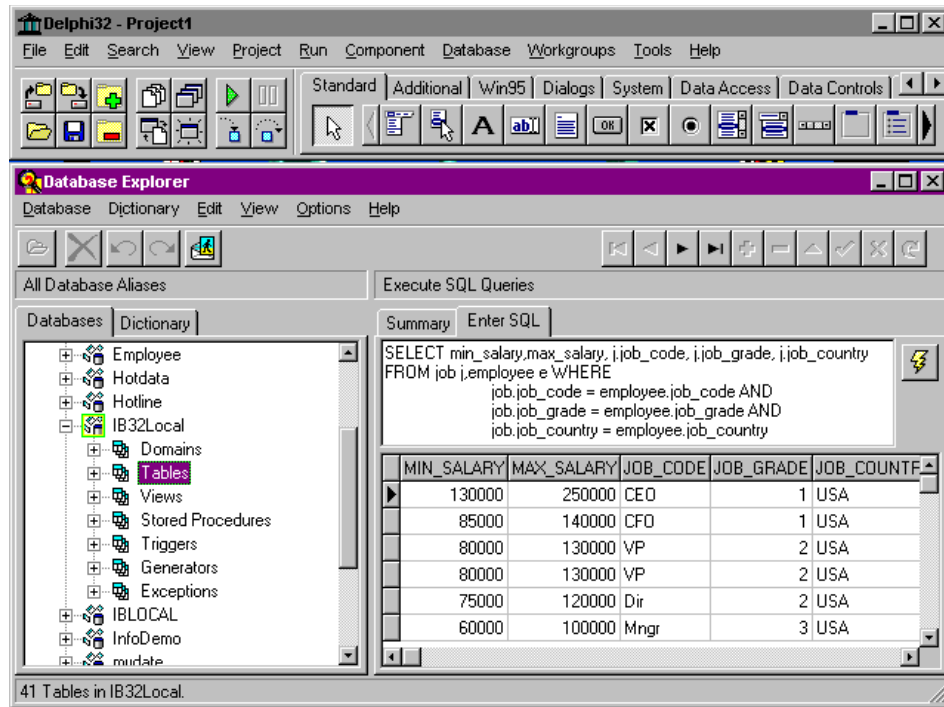 Delphi32 - Project1
File Edit Search View Project Run Component Database Workgroups Tools Help
Standard Additional Win95 Dialogs System Data Access Data Controls
A ab OK
Database Explorer
Database Dictionary Edit View Options Help
All Database Aliases
Execute SQL Queries
Databases Dictionary
Summary Enter SQL
Employee
Hotdata
Hotline
IB32Local
Domains
Tables
Views
Stored Procedures
Triggers
Generators
Exceptions
IBLOCAL
InfoDemo
mudate
SELECT min_salary,max_salary, j.job_code, j.job_grade, j.job_country
FROM job j,employee e WHERE
job.job_code = employee.job_code AND
job.job_grade = employee.job_grade AND
job.job_country = employee.job_country
MIN_SALARY MAX_SALARY JOB_CODE JOB_GRADE
130000 250000 CEO 1 USA
85000 140000 CFO 1 USA
80000 130000 VP 2 USA
80000 130000 VP 2 USA
75000 120000 Dir 2 USA
60000 100000 Mngr 3 USA
41 Tables in IB32Local.